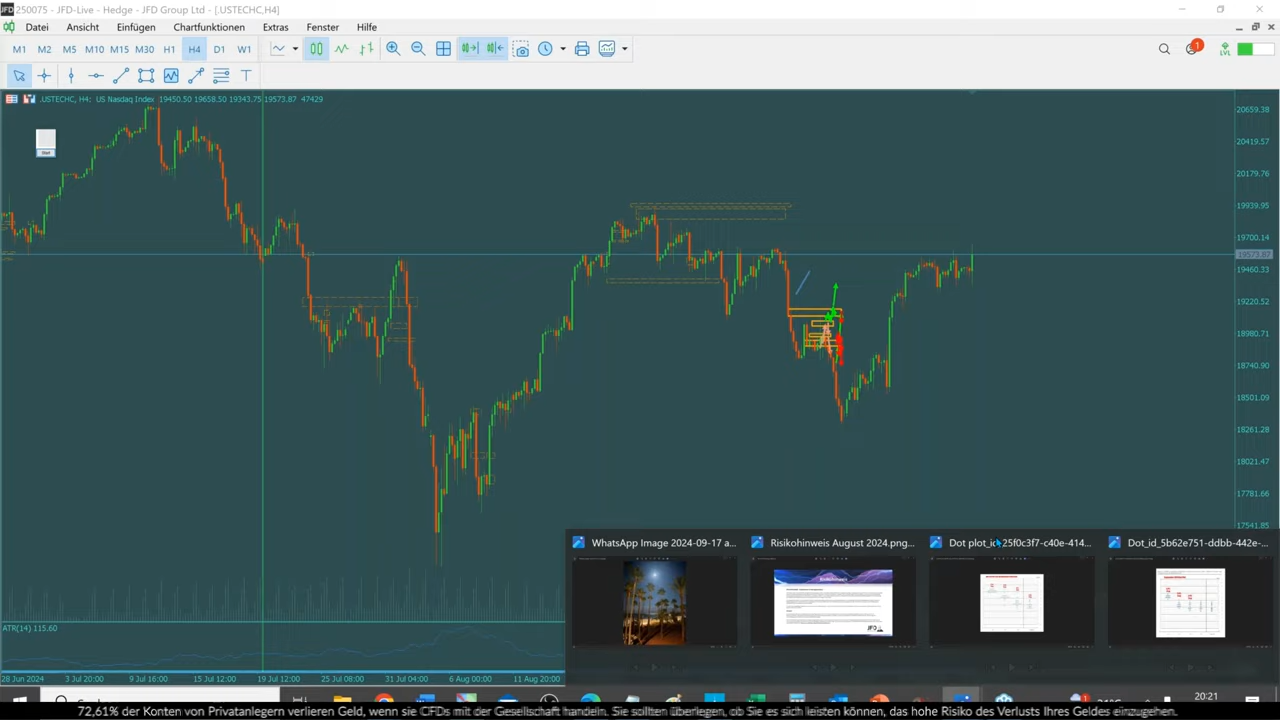 250075 - JFD-Live - Hedge - JFD Group Ltd - [.USTECHC,H4]
Datei Ansicht Einfügen Chartfunktionen Extras Fenster Hilfe
M1 M2 M5 M10 M15 M30 H1 H4 D1 W1
1
LVL
T
.USTECHC, H4: US Nasdaq Index 19450.50 19658.50 19343.75 19573.87 47429
20659.38
20419.57
20179.76
19939.95
19700.14
19573.87
19460.33
19220.52
18980.71
18740.90
18501.09
18261.28
18021.47
17781.66
17541.85
WhatsApp Image 2024-09-17 a...
Risikohinweis August 2024.png...
Dot plot_id_25f0c3f7-c40e-414...
Dot_id_5b62e751-ddbb-442e-...
JFD
ATR(14) 115.60
28 Jun 2024 3 Jul 20:00 9 Jul 16:00 15 Jul 12:00 19 Jul 12:00 25 Jul 08:00 31 Jul 04:00 6 Aug 00:00 11 Aug 20:00
20:21
72,61% der Konten von Privatanlegern verlieren Geld, wenn sie CFDs mit der Gesellschaft handeln. Sie sollten überlegen, ob Sie es sich leisten können, das hohe Risiko des Verlusts Ihres Geldes einzugehen.